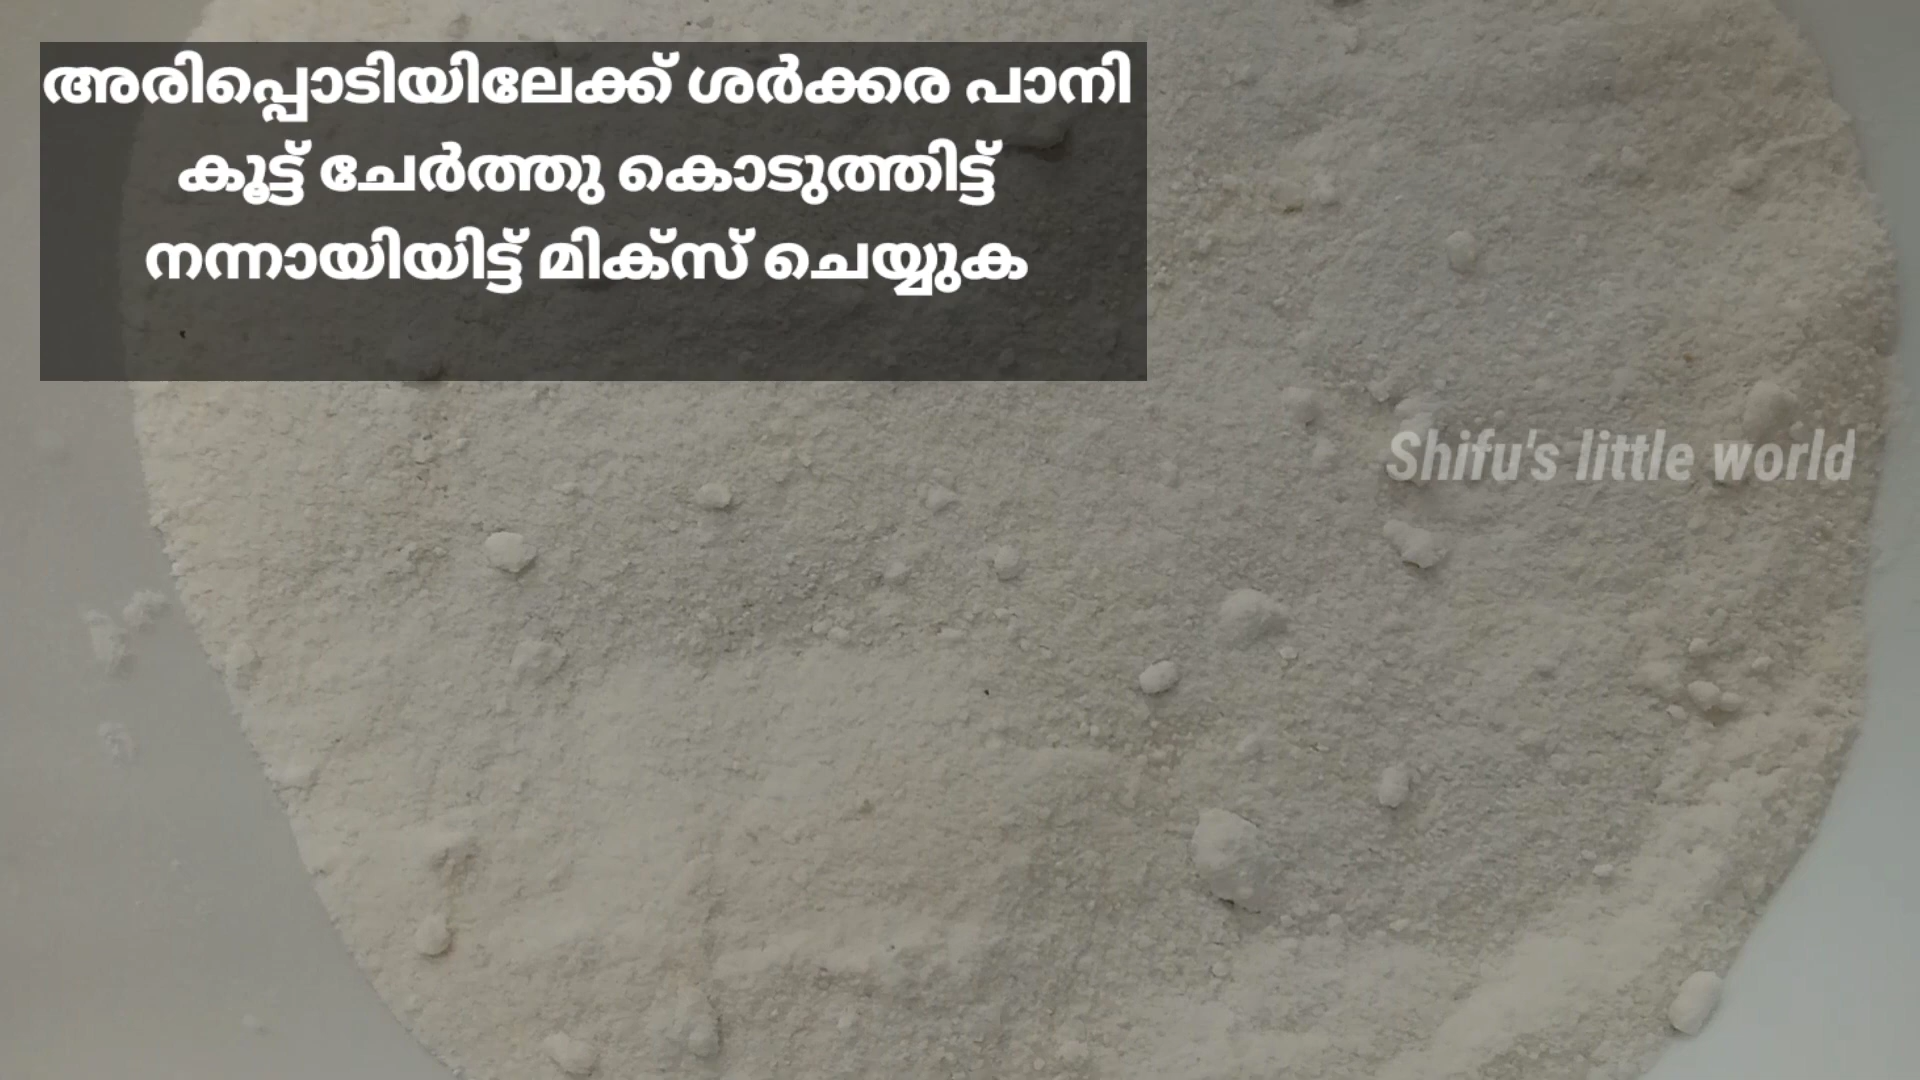 അരിപ്പൊടിയിലേക്ക് ശർക്കര പാനി
കൂട്ട് ചേർത്തു കൊടുത്തിട്ട്
നന്നായിയിട്ട് മിക്സ് ചെയ്യുക
Shifu's little world